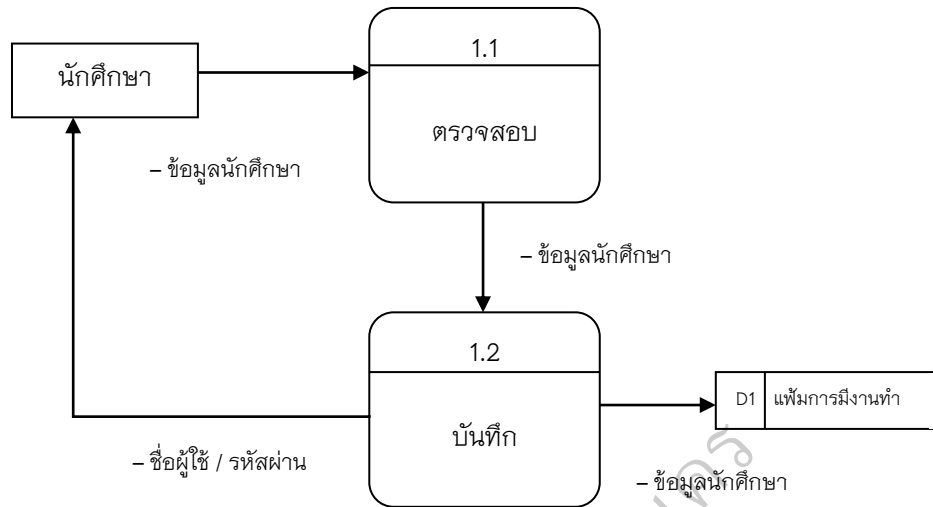 1.1
นักศึกษา
ตรวจสอบ
– ข้อมูลนักศึกษา
– ข้อมูลนักศึกษา
1.2
D1 แฟ้มการมีงานทำ
บันทึก
– ชื่อผู้ใช้ / รหัสผ่าน
– ข้อมูลนักศึกษา